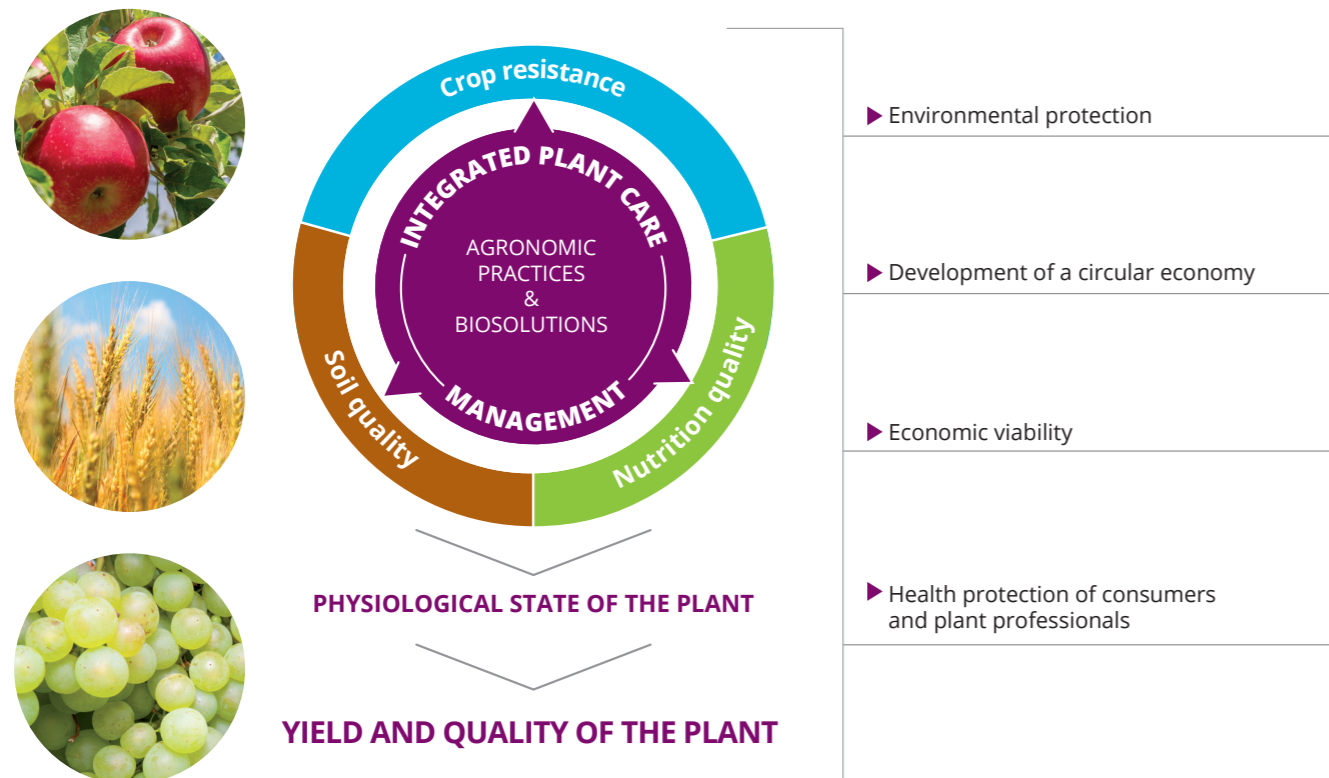 Crop resistance
INTEGRATED PLANT CARE
AGRONOMIC
PRACTICES
&
BIOSOLUTIONS
MANAGEMENT
Soil quality
Nutrition quality
PHYSIOLOGICAL STATE OF THE PLANT
YIELD AND QUALITY OF THE PLANT
Environmental protection
Development of a circular economy
Economic viability
Health protection of consumers
and plant professionals